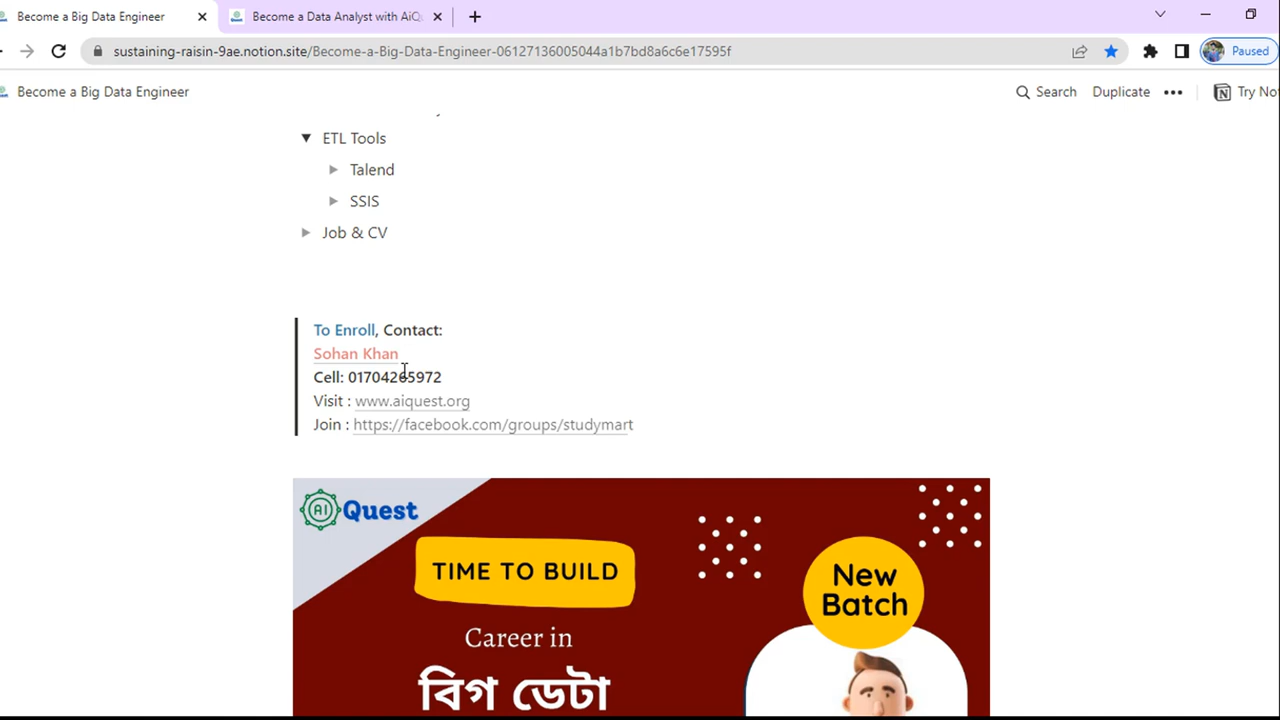 Become a Big Data Engineer
Become a Data Analyst with AiQ
sustaining-raisin-9ae.notion.site/Become-a-Big-Data-Engineer-06127136005044a1b7bd8a6c6e17595f
Paused
Become a Big Data Engineer
Search
Duplicate
Try No
ETL Tools
Talend
SSIS
Job & CV
To Enroll, Contact:
Sohan Khan
Cell: 01704265972
Visit : www.aiquest.org
Join : https://facebook.com/groups/studymart
AI Quest
TIME TO BUILD
New
Batch
Career in
বিগ ডেটা